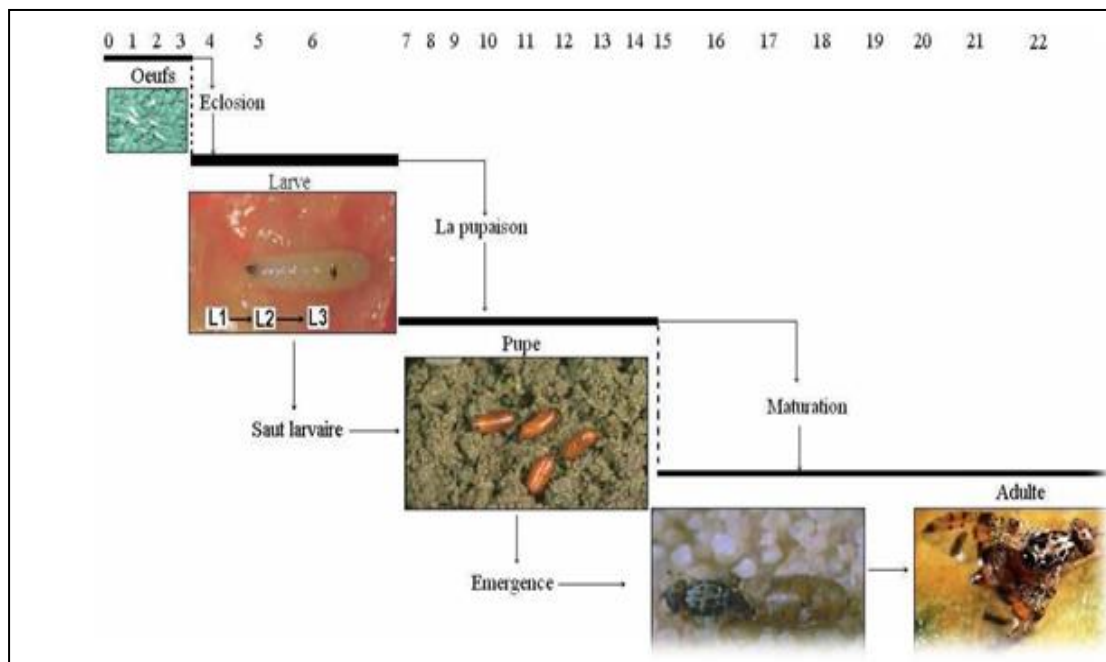 0 1 2 3 4 5 6 7 8 9 10 11 12 13 14 15 16 17 18 19 20 21 22
Oeufs
Eclosion
Larve
La pupaison
L1 L2 L3
Pupe
Saut larvaire
Maturation
Adulte
Emergence